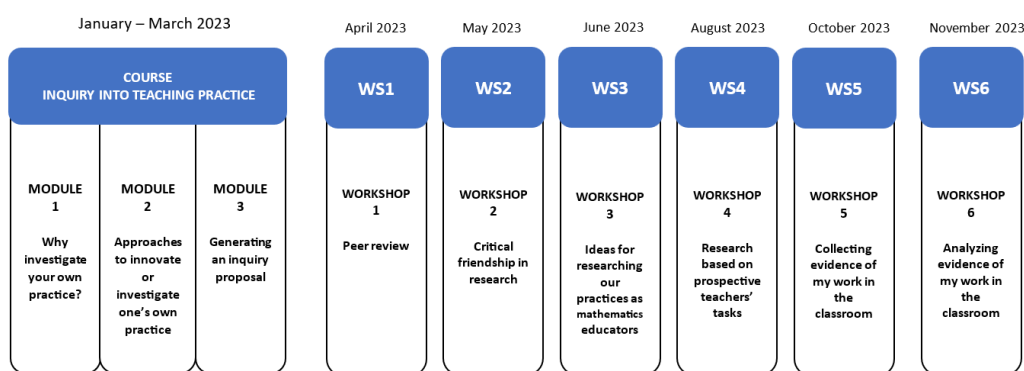 January – March 2023
COURSE
INQUIRY INTO TEACHING PRACTICE
MODULE
1
Why
investigate
your own
practice?
MODULE
2
Approaches
to innovate
or
investigate
one's own
practice
MODULE
3
Generating
an inquiry
proposal
April 2023
WS1
WORKSHOP
1
Peer review
May 2023
WS2
WORKSHOP
2
Critical
friendship in
research
June 2023
WS3
WORKSHOP
3
Ideas for
researching
our
practices as
mathematics
educators
August 2023
WS4
WORKSHOP
4
Research
based on
prospective
teachers'
tasks
October 2023
WS5
WORKSHOP
5
Collecting
evidence of
my work in
the
classroom
November 2023
WS6
WORKSHOP
6
Analyzing
evidence of
my work in
the
classroom